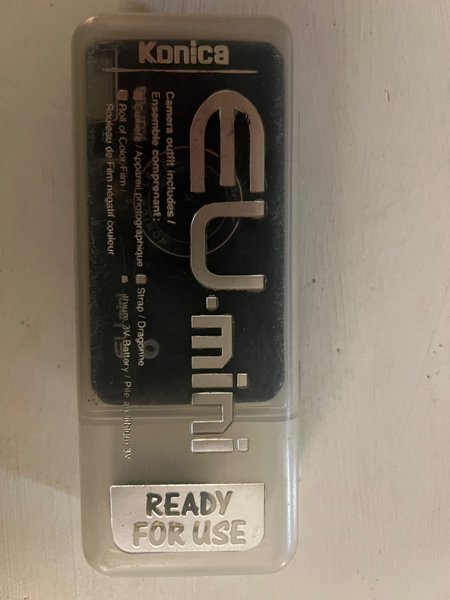 Konica
EU·mini
Camera outfit includes /
Ensemble comprenant :
Camera / Appareil photographique
Strap / Dragonne
Roll of Color Film /
Rouleau de Film négatif couleur
Lithium 3V Battery / Pile au lithium 3V
READY
FOR USE